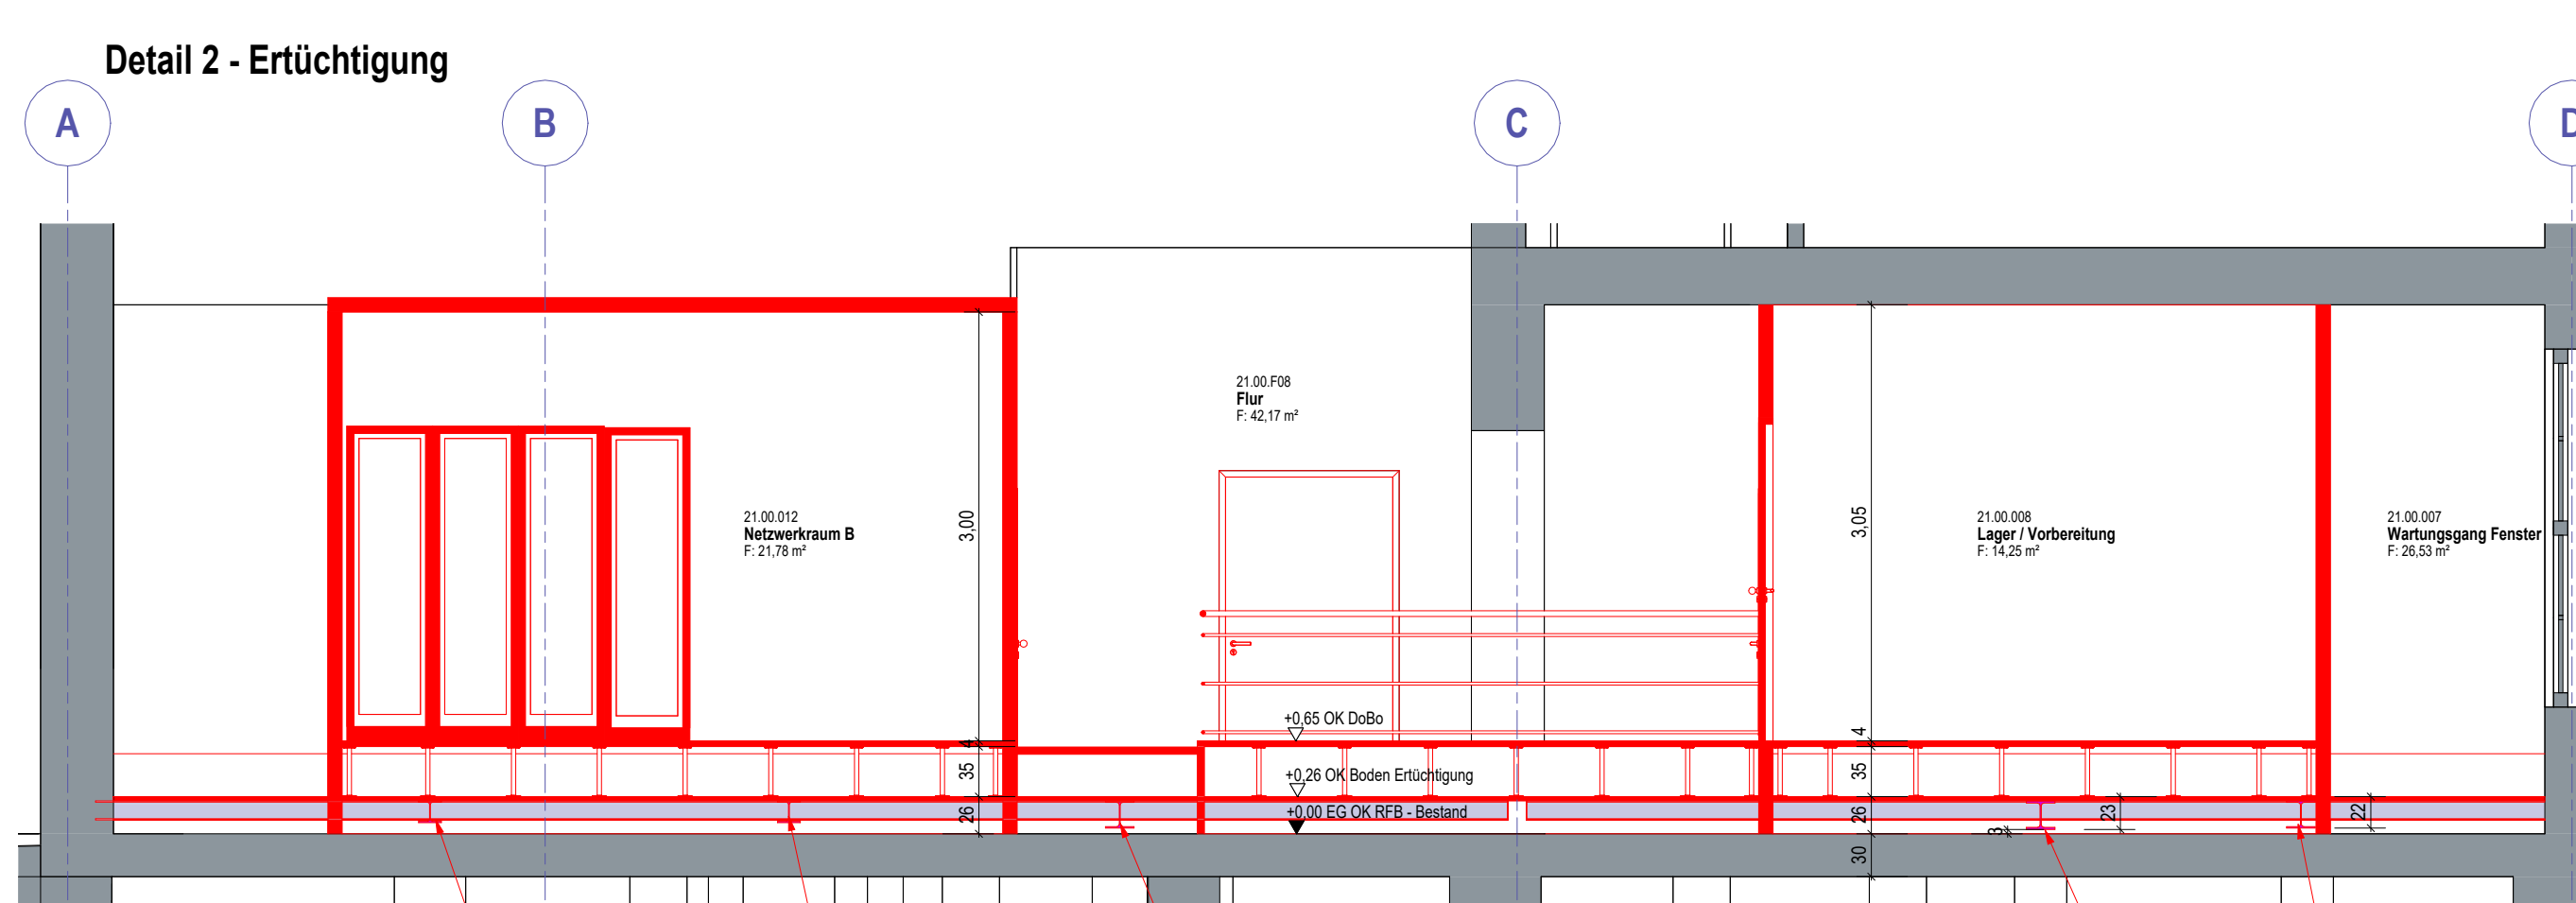 Detail 2 - Ertüchtigung
A
B
C
D
21.00.F08
Flur
F: 42,17 m²
21.00.012
Netzwerkraum B
F: 21,78 m²
3,00
3,05
21.00.008
Lager / Vorbereitung
F: 14,25 m²
21.00.007
Wartungsgang Fenster
F: 26,53 m²
+0,65 OK DoBo
4
4
35
+0,26 OK Boden Ertüchtigung
35
26
+0,00 EG OK RFB - Bestand
26
23
22
3
30